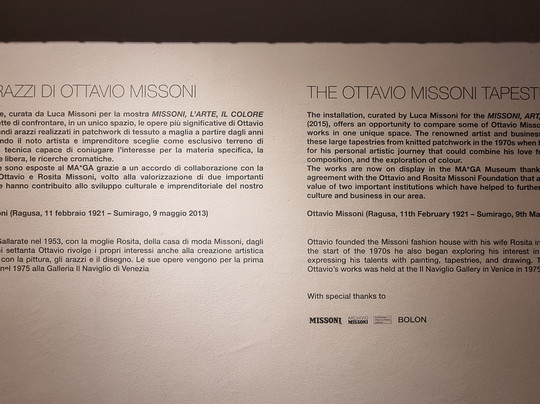 RAZZI DI OTTAVIO MISSONI
e, curata da Luca Missoni per la mostra MISSONI, L'ARTE, IL COLORE
ette di confrontare, in un unico spazio, le opere più significative di Ottavio
andi arazzi realizzati in patchwork di tessuto a maglia a partire dagli anni
ndo il noto artista e imprenditore sceglie come esclusivo terreno di
tecnica capace di coniugare l'interesse per la materia specifica, la
e libera, le ricerche cromatiche.
e sono esposte al MA*GA grazie a un accordo di collaborazione con la
Ottavio e Rosita Missoni, volto alla valorizzazione di due importanti
e hanno contribuito allo sviluppo culturale e imprenditoriale del nostro
ni (Ragusa, 11 febbraio 1921 – Sumirago, 9 maggio 2013)
Gallarate nel 1953, con la moglie Rosita, della casa di moda Missoni, dagli
ni settanta Ottavio rivolge i propri interessi anche alla creazione artistica
con la pittura, gli arazzi e il disegno. Le sue opere vengono per la prima
nel 1975 alla Galleria Il Naviglio di Venezia
THE OTTAVIO MISSONI TAPEST
The installation, curated by Luca Missoni for the MISSONI, ART,
(2015), offers an opportunity to compare some of Ottavio Misso
works in one unique space. The renowned artist and business
these large tapestries from knitted patchwork in the 1970s when h
for his personal artistic journey that could combine his love fo
composition, and the exploration of colour.
The works are now on display in the MA*GA Museum thank
agreement with the Ottavio and Rosita Missoni Foundation that a
value of two important institutions which have helped to further
culture and business in our area.
Ottavio Missoni (Ragusa, 11th February 1921 – Sumirago, 9th Ma
Ottavio founded the Missoni fashion house with his wife Rosita in
the start of the 1970s he also began exploring his interest in
expressing his talents with painting, tapestries, and drawing. T
Ottavio's works was held at the Il Naviglio Gallery in Venice in 1975
With special thanks to
MISSONI
MISSONI
BOLON